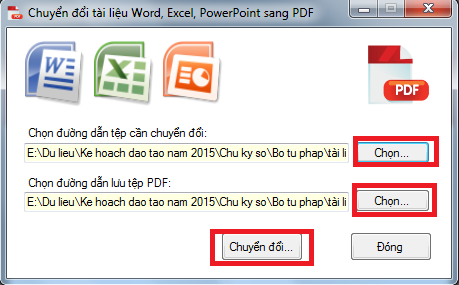 Chuyển đổi tài liệu Word, Excel, PowerPoint sang PDF
W X P PDF
Chọn đường dẫn tệp cần chuyển đổi:
E:\Du lieu\Ke hoach dao tao nam 2015\Chu ky so\Bo tu phap\tài li
Chọn...
Chọn đường dẫn lưu tệp PDF:
E:\Du lieu\Ke hoach dao tao nam 2015\Chu ky so\Bo tu phap\tài li
Chọn...
Chuyển đổi...
Đóng